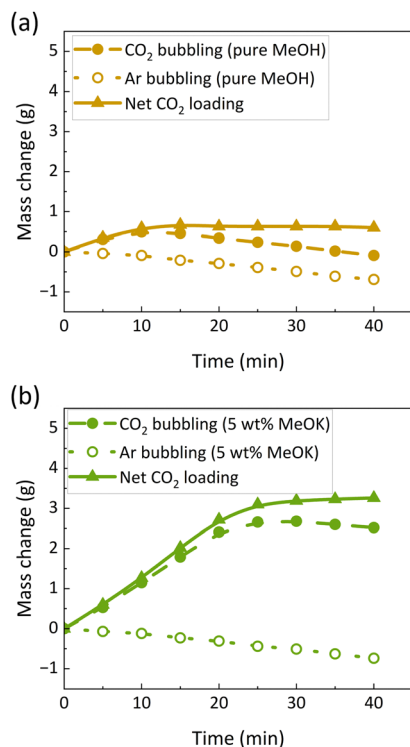 (a)
CO₂ bubbling (pure MeOH)
Ar bubbling (pure MeOH)
Net CO₂ loading
Mass change (g)
5
4
3
2
1
0
−1
0 10 20 30 40
Time (min)
(b)
CO₂ bubbling (5 wt% MeOK)
Ar bubbling (5 wt% MeOK)
Net CO₂ loading
Mass change (g)
5
4
3
2
1
0
−1
0 10 20 30 40
Time (min)